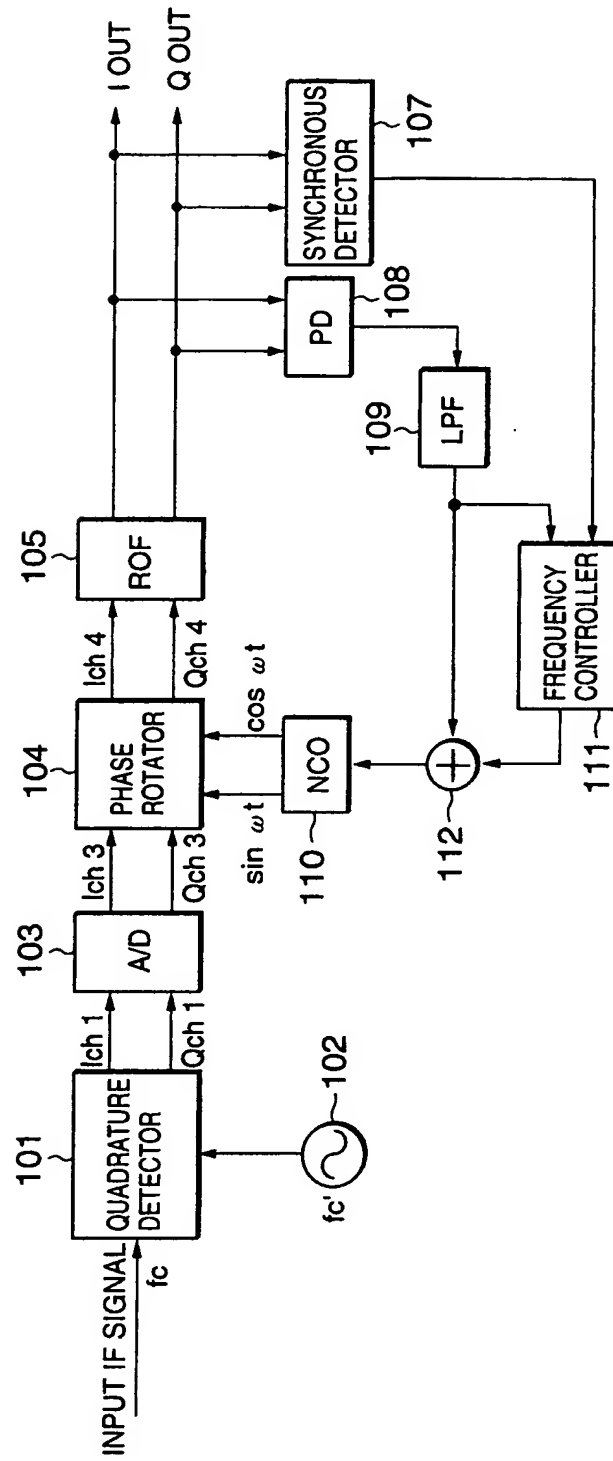 INPUT IF SIGNAL
fc
101
QUADRATURE
DETECTOR
fc'
102
Ich 1
Qch 1
103
A/D
Ich 3
Qch 3
104
PHASE
ROTATOR
sin ωt
cos ωt
110
NCO
112
+
Ich 4
Qch 4
105
ROF
109
LPF
PD
108
SYNCHRONOUS
DETECTOR
107
FREQUENCY
CONTROLLER
111
I OUT
Q OUT